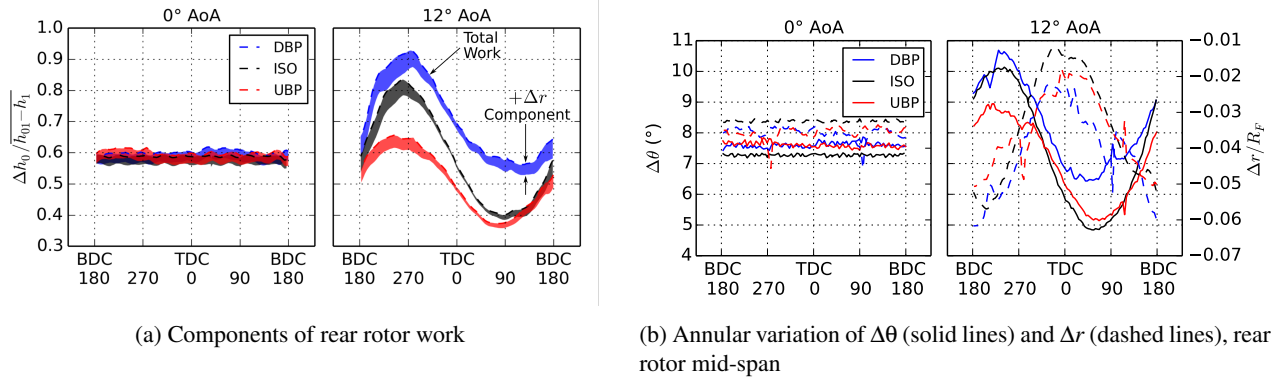 0° AoA
12° AoA
1.0
0.9
0.8
0.7
0.6
0.5
0.4
0.3
Δh₀/h₀₁−h₁
DBP
ISO
UBP
Total
Work
+Δr
Component
BDC TDC BDC
180 270 0 90 180
BDC TDC BDC
180 270 0 90 180
(a) Components of rear rotor work
0° AoA
12° AoA
11
10
9
8
7
6
5
4
Δθ (°)
DBP
ISO
UBP
−0.01
−0.02
−0.03
−0.04
−0.05
−0.06
−0.07
Δr/R_F
BDC TDC BDC
180 270 0 90 180
BDC TDC BDC
180 270 0 90 180
(b) Annular variation of Δθ (solid lines) and Δr (dashed lines), rear
rotor mid-span